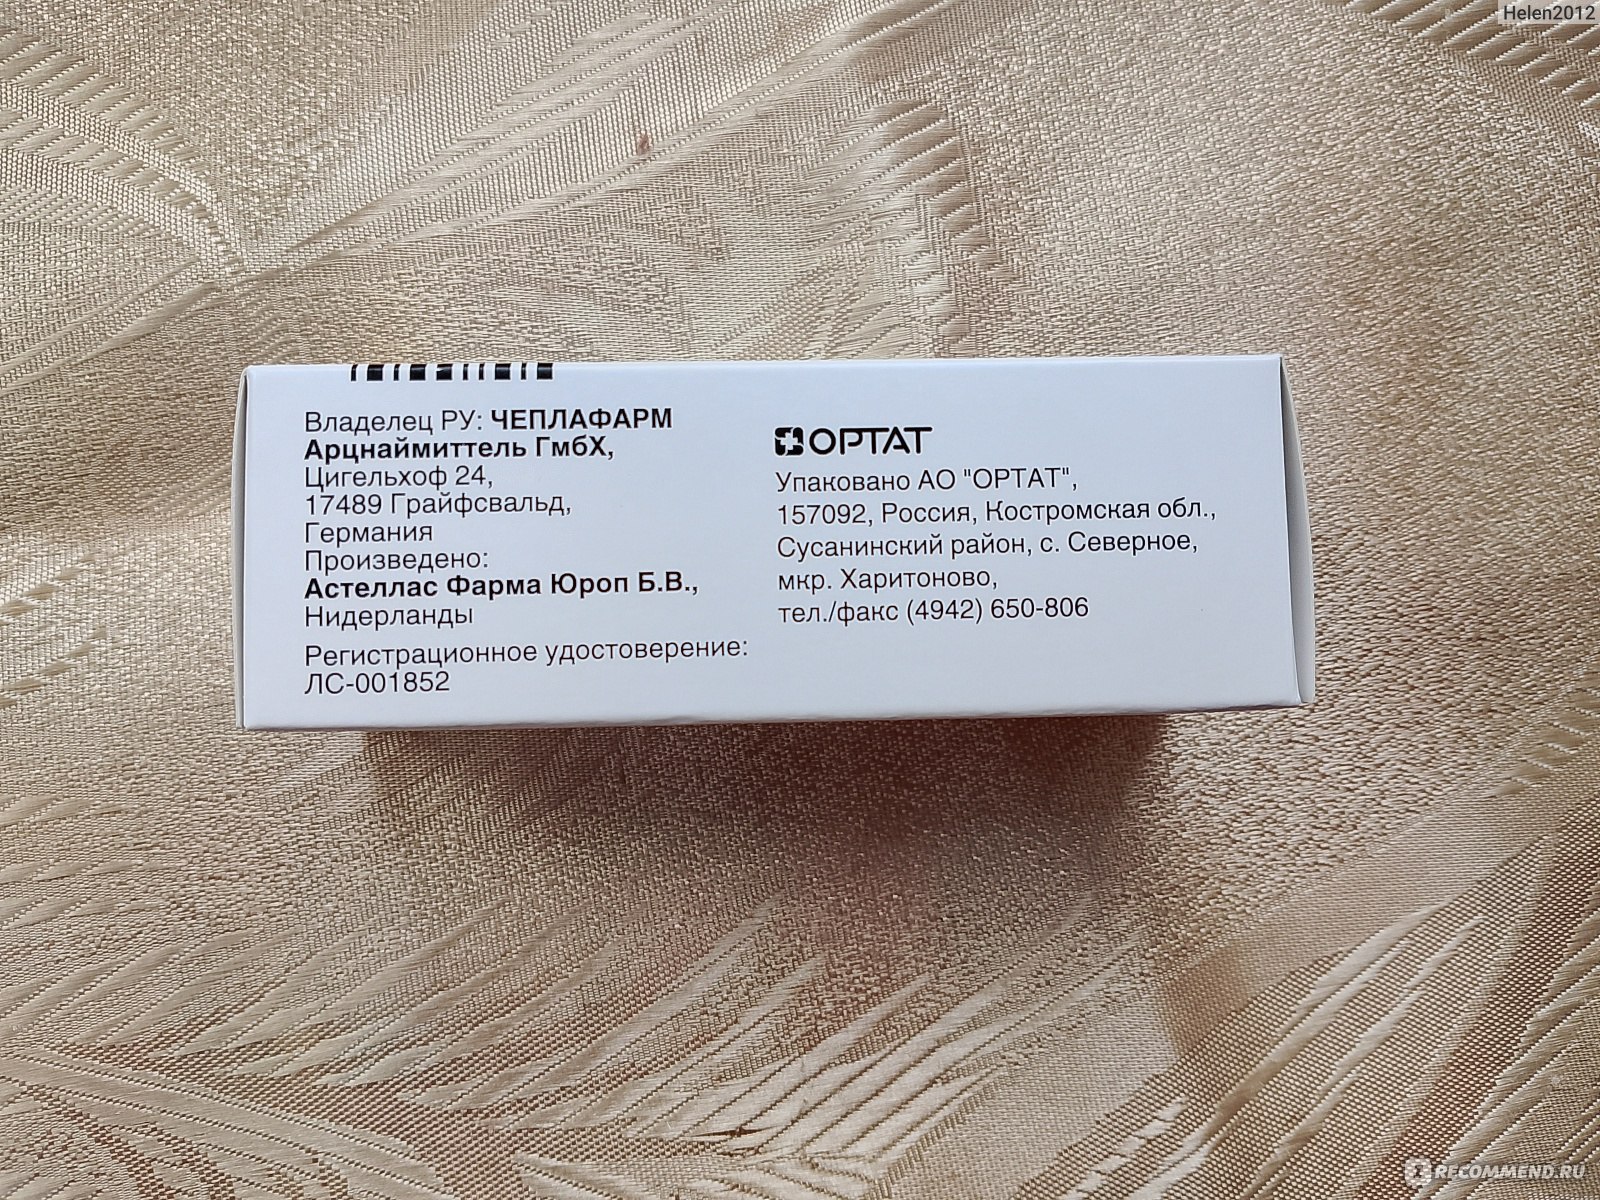 Helen2012
Владелец РУ: ЧЕПЛАФАРМ
Арцнаймиттель ГмбХ,
Цигельхоф 24,
17489 Грайфсвальд,
Германия
Произведено:
Астеллас Фарма Юроп Б.В.,
Нидерланды
Регистрационное удостоверение:
ЛС-001852
ОРТАТ
Упаковано АО "ОРТАТ",
157092, Россия, Костромская обл.,
Сусанинский район, с. Северное,
мкр. Харитоново,
тел./факс (4942) 650-806
RECOMMEND.RU